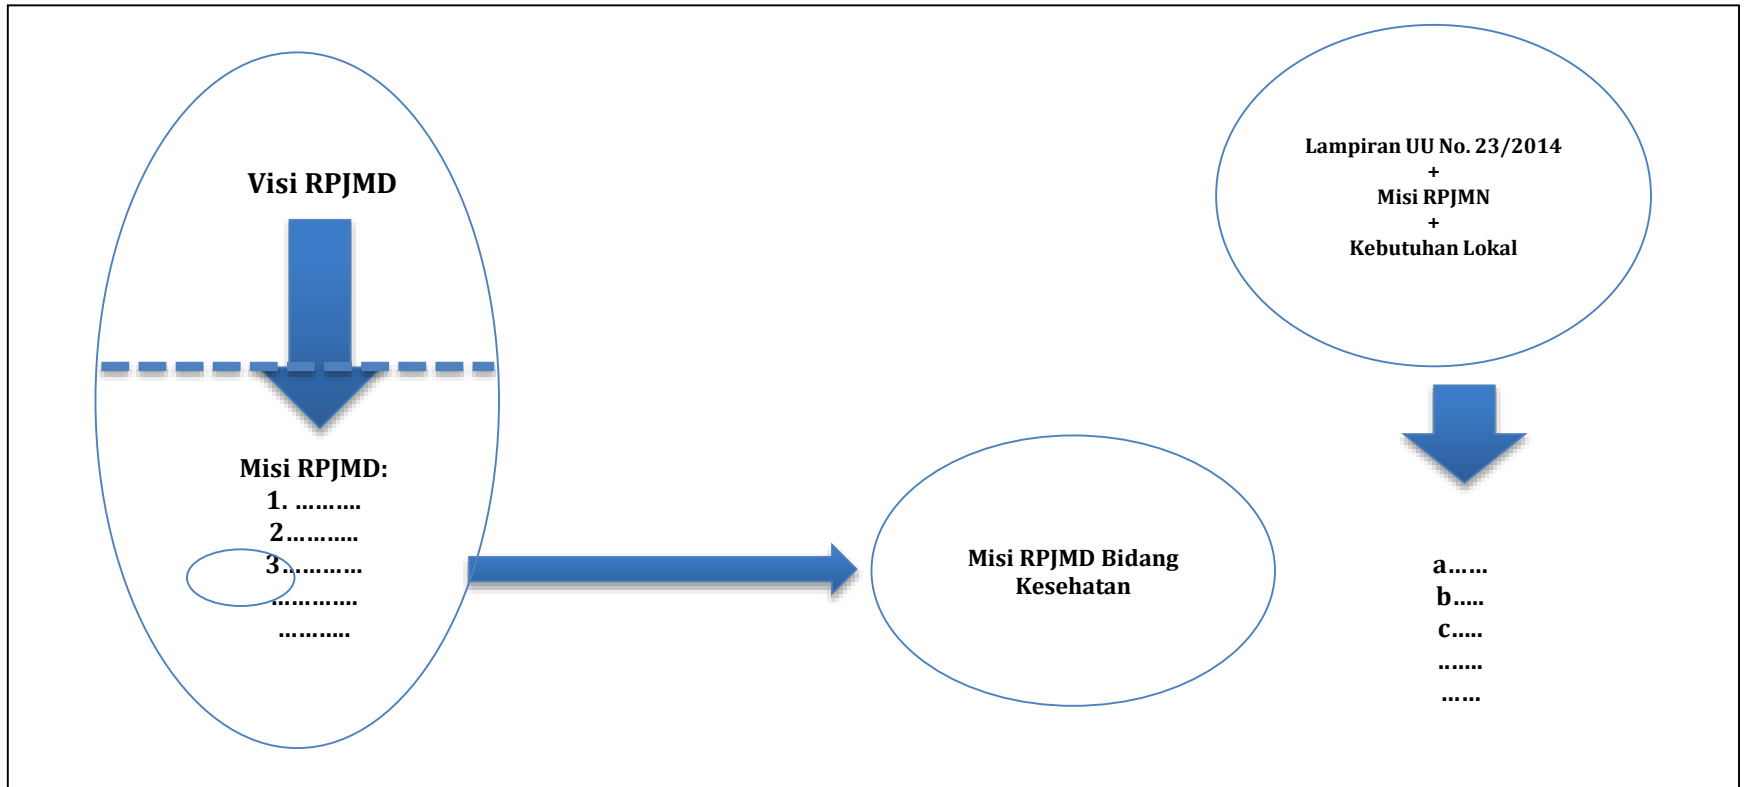 Visi RPJMD
Misi RPJMD:
1. ..........
2...........
3............
.............
...........
Misi RPJMD Bidang
Kesehatan
Lampiran UU No. 23/2014
+
Misi RPJMN
+
Kebutuhan Lokal
a......
b.....
c.....
.......
......